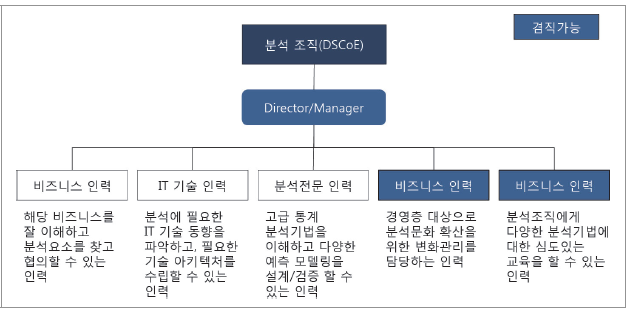 겸직가능
분석 조직(DSCoE)
Director/Manager
비즈니스 인력
IT 기술 인력
분석전문 인력
비즈니스 인력
비즈니스 인력
해당 비즈니스를
잘 이해하고
분석요소를 찾고
협의할 수 있는
인력
분석에 필요한
IT 기술 동향을
파악하고, 필요한
기술 아키텍처를
수립할 수 있는
인력
고급 통계
분석기법을
이해하고 다양한
예측 모델링을
설계/검증 할 수
있는 인력
경영층 대상으로
분석문화 확산을
위한 변화관리를
담당하는 인력
분석조직에게
다양한 분석기법에
대한 심도있는
교육을 할 수 있는
인력